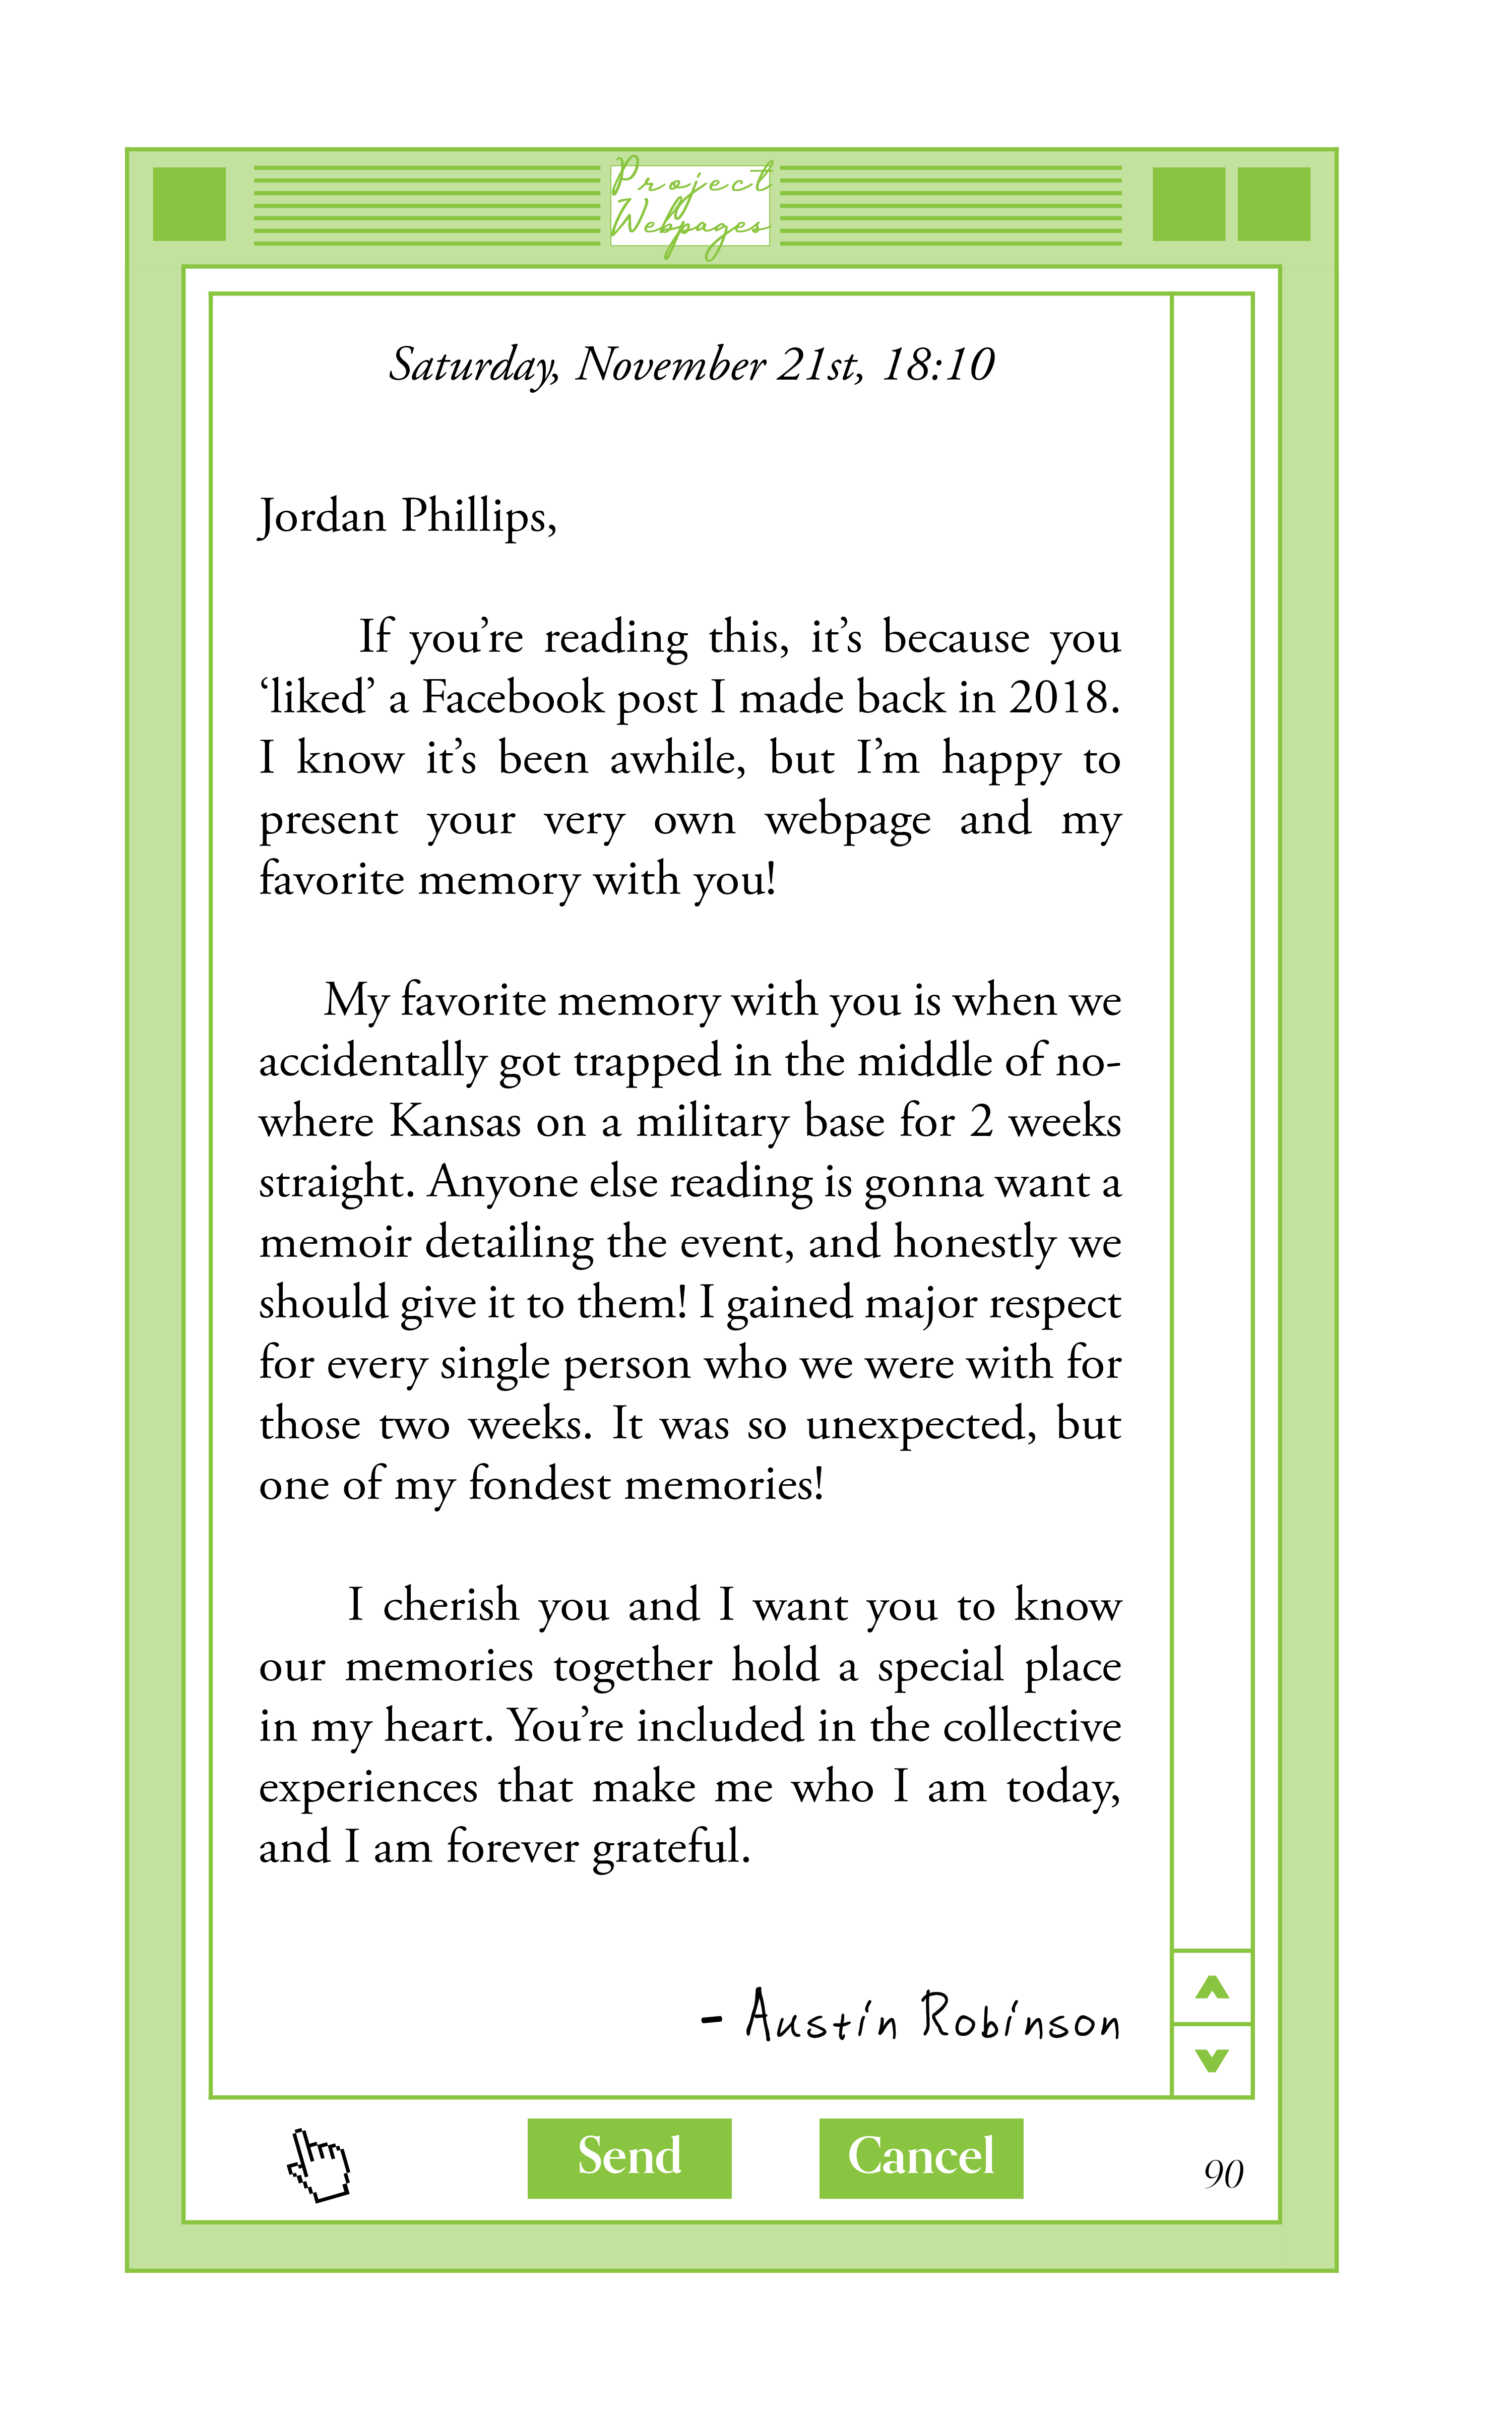 Project
Webpages
Saturday, November 21st, 18:10
Jordan Phillips,
If you’re reading this, it’s because you
‘liked’ a Facebook post I made back in 2018.
I know it’s been awhile, but I’m happy to
present your very own webpage and my
favorite memory with you!
My favorite memory with you is when we
accidentally got trapped in the middle of no-
where Kansas on a military base for 2 weeks
straight. Anyone else reading is gonna want a
memoir detailing the event, and honestly we
should give it to them! I gained major respect
for every single person who we were with for
those two weeks. It was so unexpected, but
one of my fondest memories!
I cherish you and I want you to know
our memories together hold a special place
in my heart. You’re included in the collective
experiences that make me who I am today,
and I am forever grateful.
- Austin Robinson
Send Cancel
90